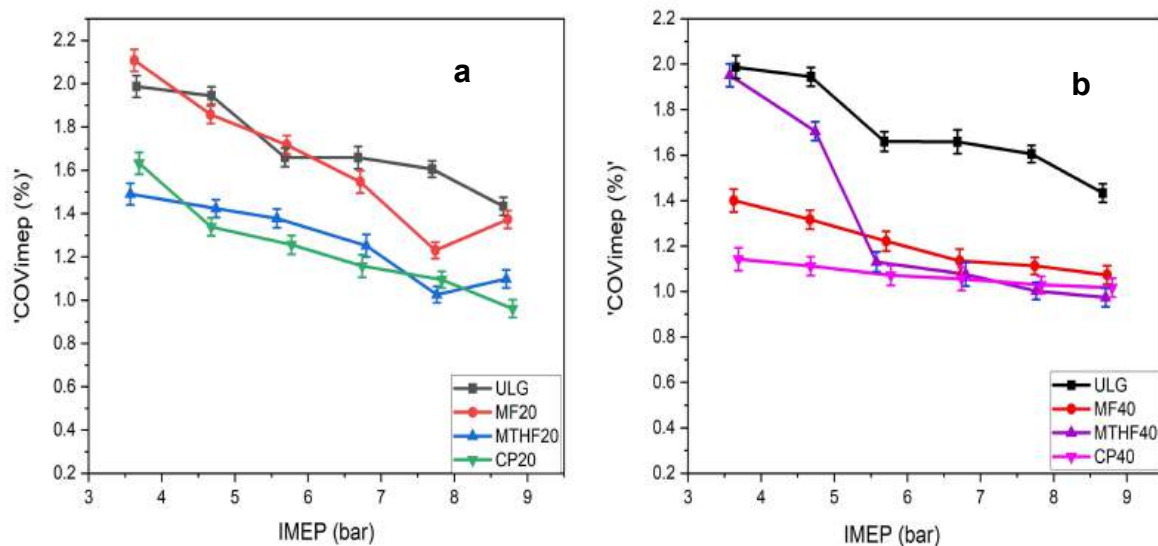 a
'COVimep (%)'
2.2
2.0
1.8
1.6
1.4
1.2
1.0
0.8
0.6
0.4
0.2
ULG
MF20
MTHF20
CP20
3 4 5 6 7 8 9
IMEP (bar)
b
'COVimep (%)'
2.2
2.0
1.8
1.6
1.4
1.2
1.0
0.8
0.6
0.4
0.2
ULG
MF40
MTHF40
CP40
3 4 5 6 7 8 9
IMEP (bar)